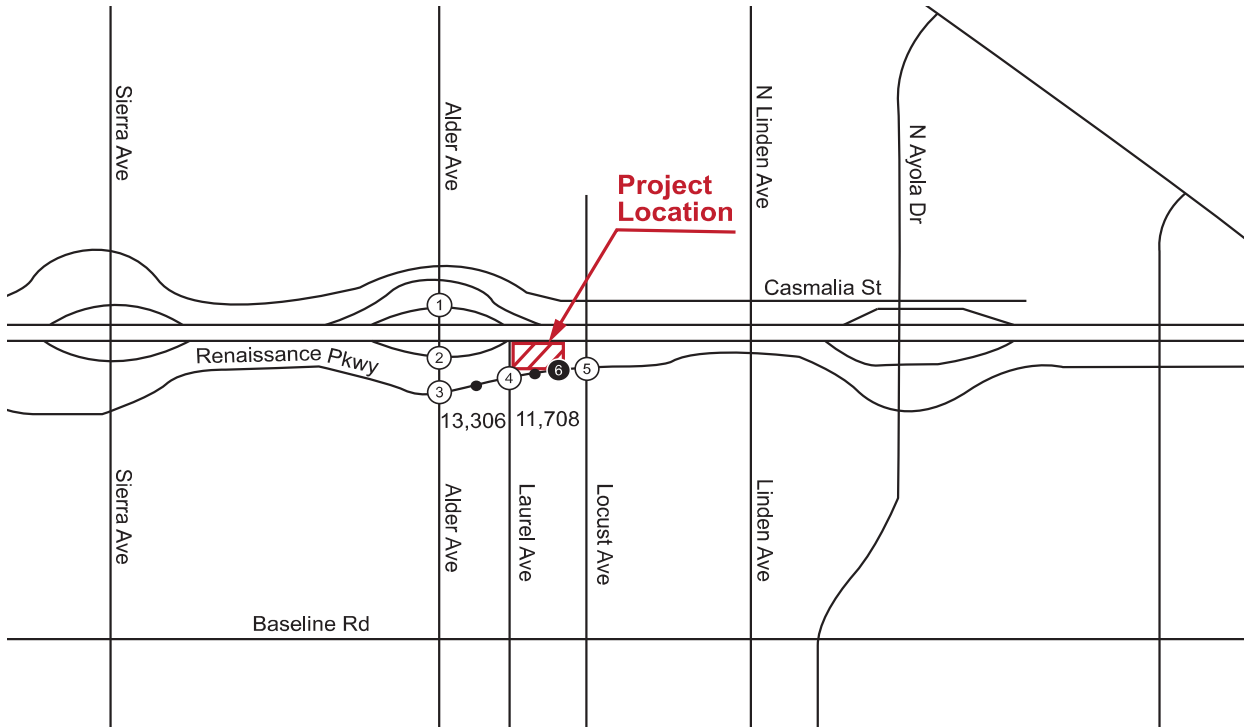 Sierra Ave
Alder Ave
N Linden Ave
N Ayola Dr
Project
Location
Casmalia St
1
Renaissance Pkwy
2
3
4
6
5
13,306
11,708
Sierra Ave
Alder Ave
Laurel Ave
Locust Ave
Linden Ave
Baseline Rd